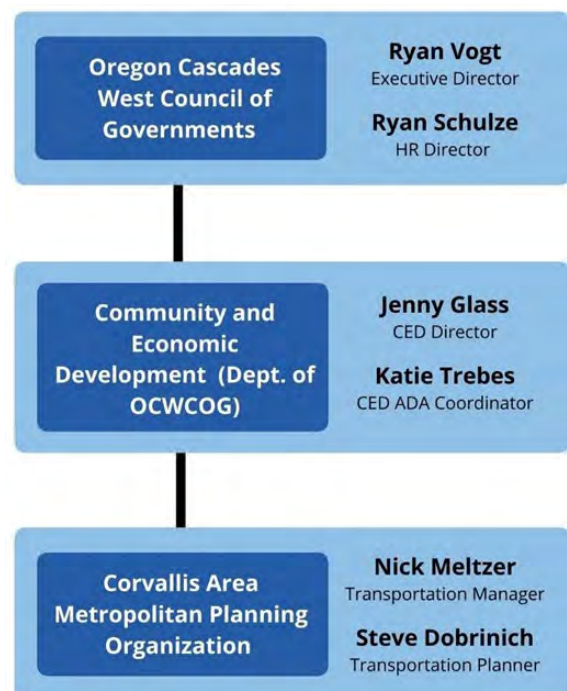 Oregon Cascades
West Council of
Governments
Ryan Vogt
Executive Director
Ryan Schulze
HR Director
Community and
Economic
Development (Dept. of
OCWCOG)
Jenny Glass
CED Director
Katie Trebes
CED ADA Coordinator
Corvallis Area
Metropolitan Planning
Organization
Nick Meltzer
Transportation Manager
Steve Dobrinich
Transportation Planner